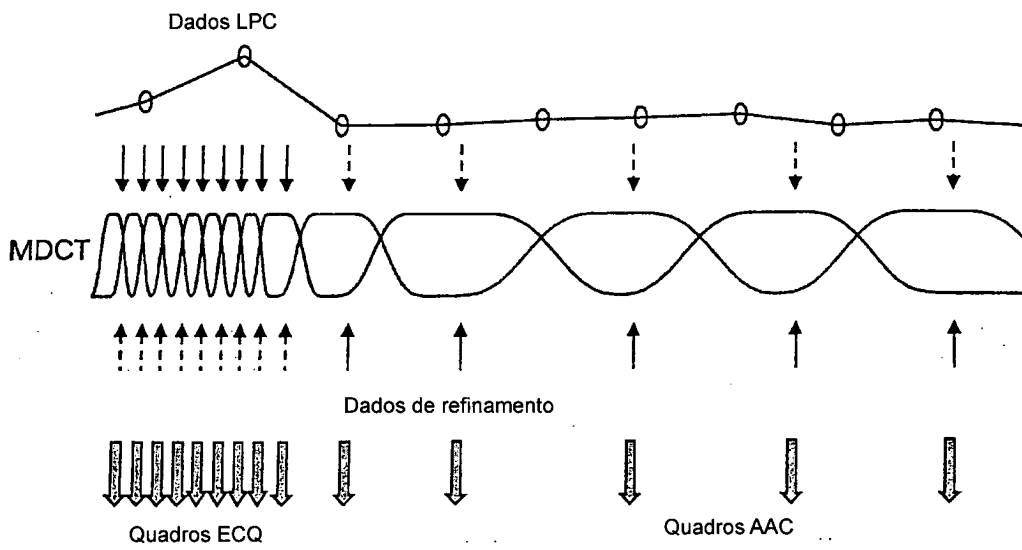 Dados LPC
MDCT
Dados de refinamento
Quadros ECQ
Quadros AAC